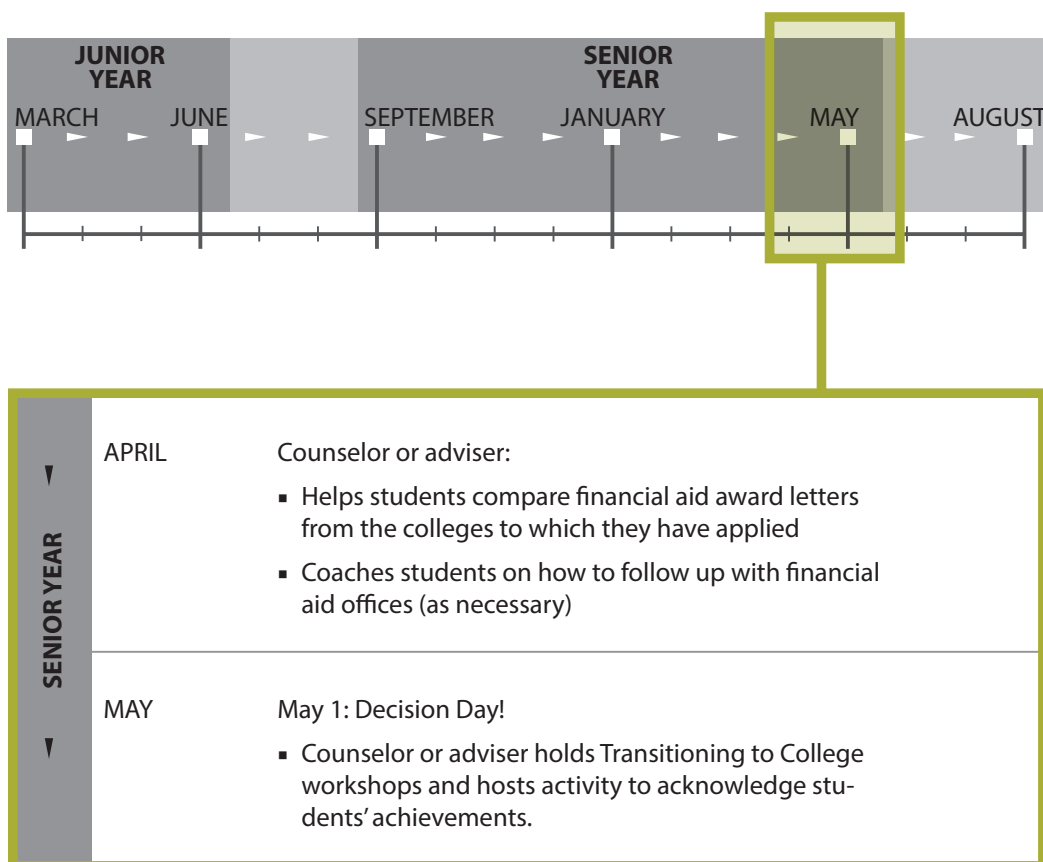 JUNIOR
YEAR
SENIOR
YEAR
MARCH JUNE SEPTEMBER JANUARY MAY AUGUST
SENIOR YEAR
APRIL
Counselor or adviser:
▪ Helps students compare financial aid award letters
from the colleges to which they have applied
▪ Coaches students on how to follow up with financial
aid offices (as necessary)
MAY
May 1: Decision Day!
▪ Counselor or adviser holds Transitioning to College
workshops and hosts activity to acknowledge stu-
dents’ achievements.